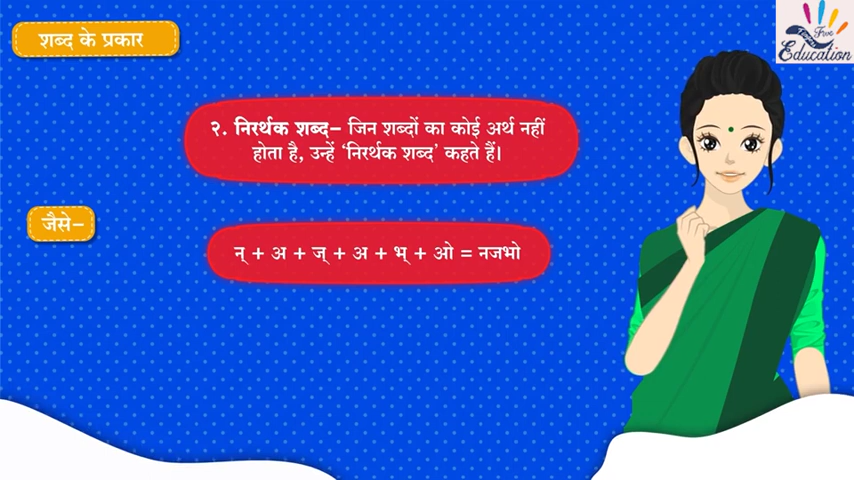 शब्द के प्रकार
Free
Education
२. निरर्थक शब्द– जिन शब्दों का कोई अर्थ नहीं
होता है, उन्हें ‘निरर्थक शब्द’ कहते हैं।
जैसे–
न् + अ + ज् + अ + भ् + ओ = नजभो